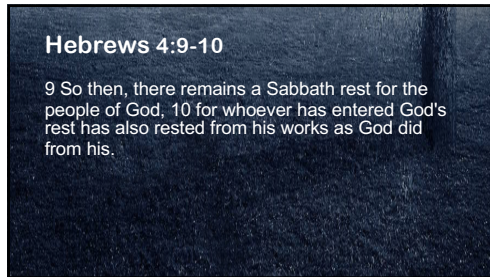 Hebrews 4:9-10
9 So then, there remains a Sabbath rest for the
people of God, 10 for whoever has entered God's
rest has also rested from his works as God did
from his.